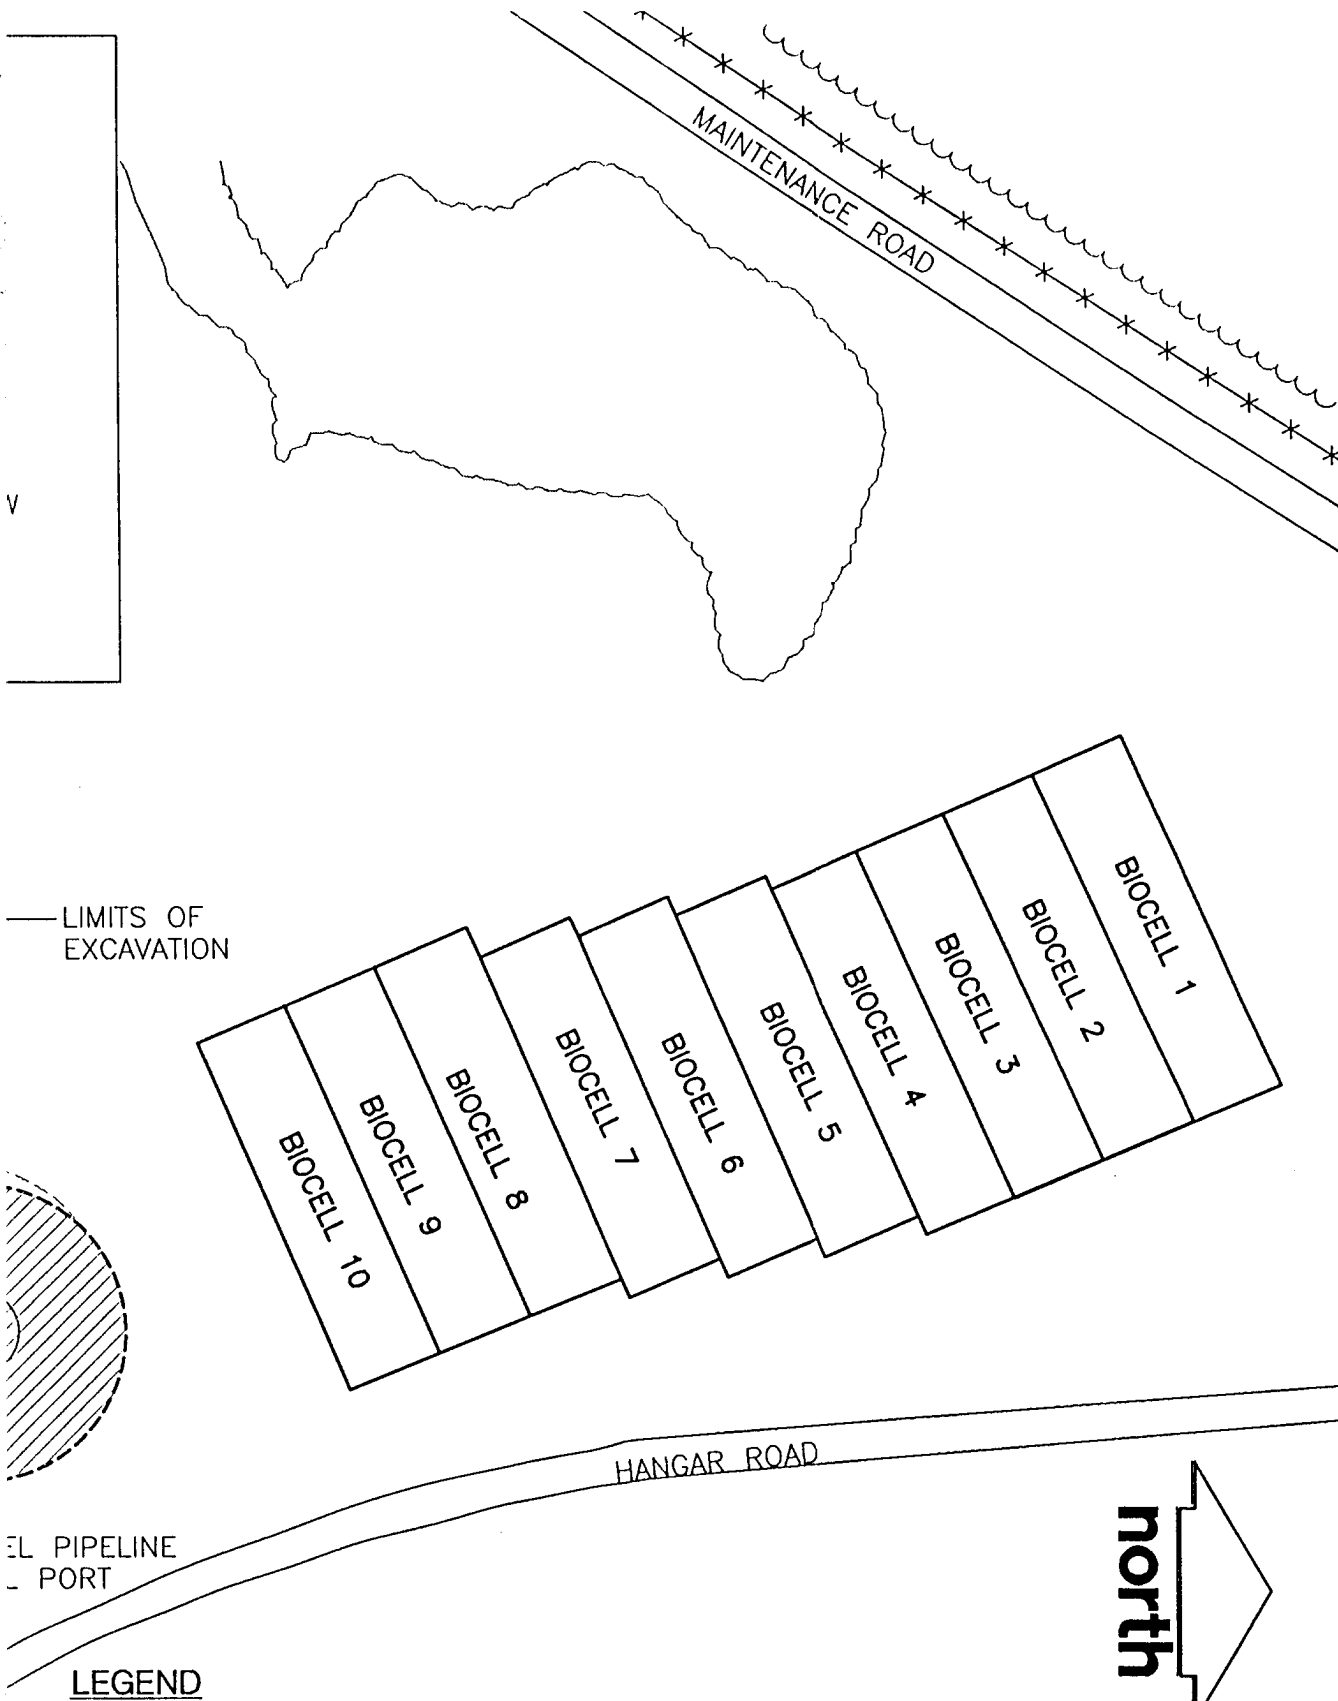 MAINTENANCE ROAD
LIMITS OF
EXCAVATION
BIOCELL 1
BIOCELL 2
BIOCELL 3
BIOCELL 4
BIOCELL 5
BIOCELL 6
BIOCELL 7
BIOCELL 8
BIOCELL 9
BIOCELL 10
HANGAR ROAD
EL PIPELINE
PORT
north
LEGEND